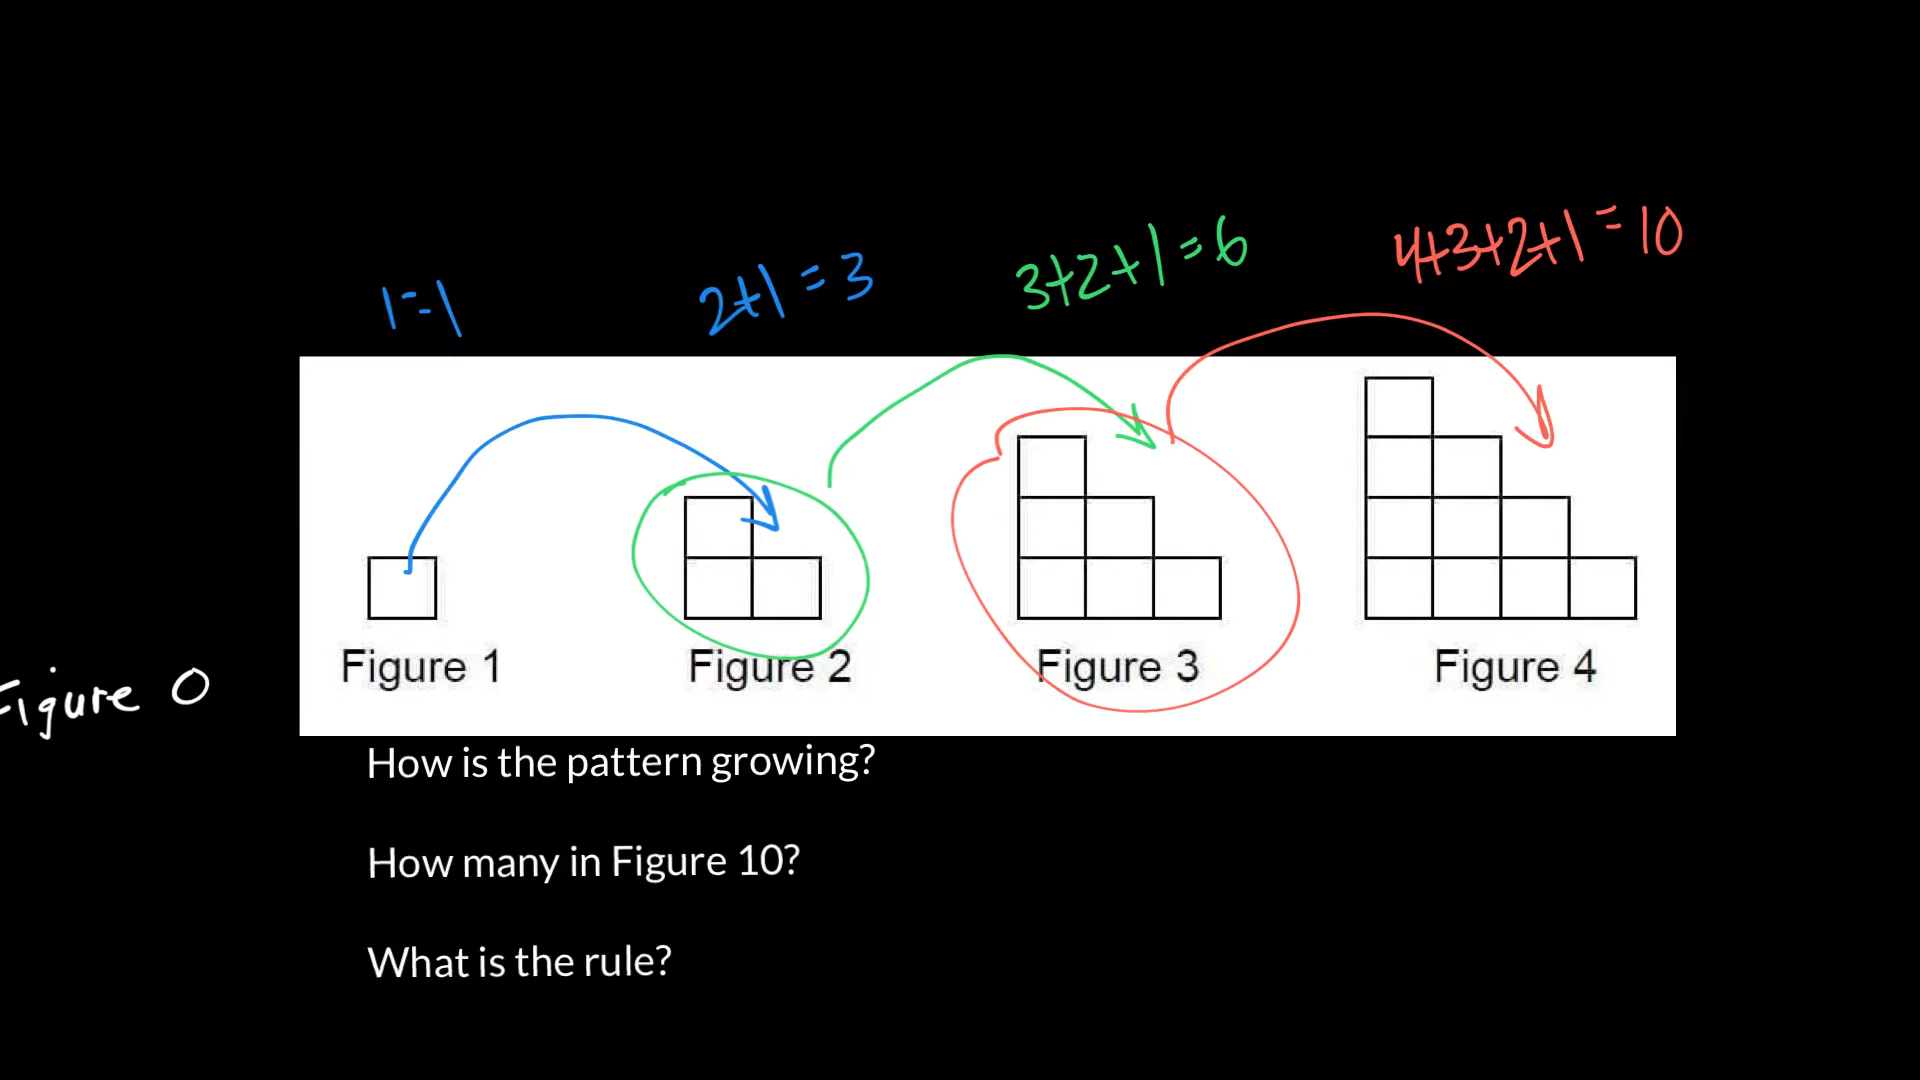 1=1
2+1=3
3+2+1=6
4+3+2+1=10
Figure 1 Figure 2 Figure 3 Figure 4
Figure 0
How is the pattern growing?
How many in Figure 10?
What is the rule?